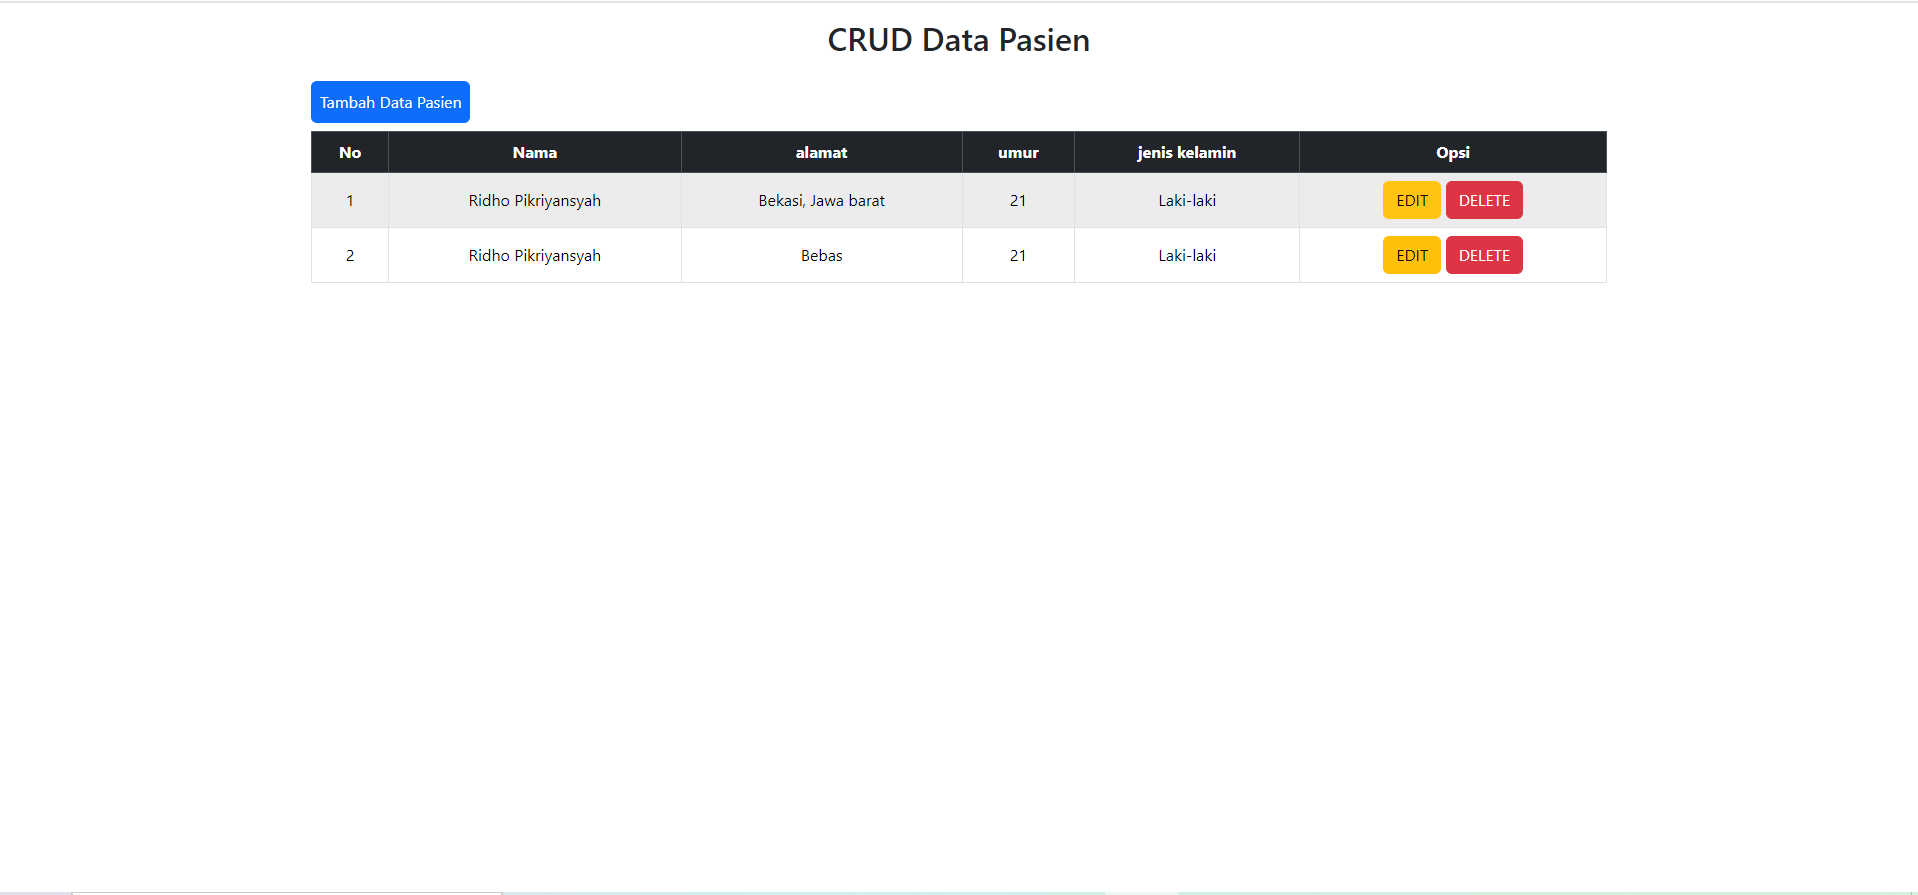 CRUD Data Pasien
Tambah Data Pasien
No Nama alamat umur jenis kelamin Opsi
1 Ridho Pikriyansyah Bekasi, Jawa barat 21 Laki-laki EDIT DELETE
2 Ridho Pikriyansyah Bebas 21 Laki-laki EDIT DELETE